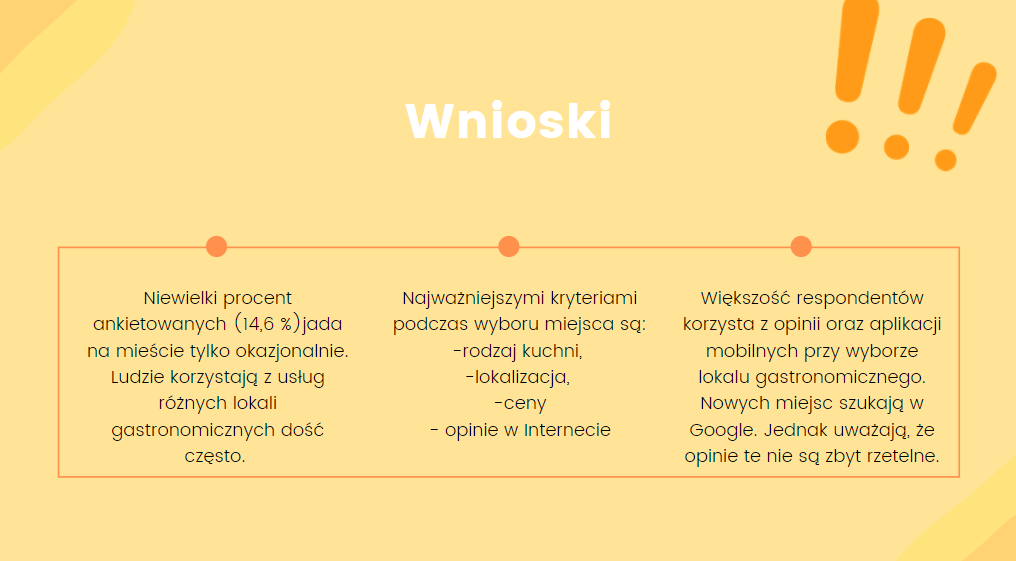 Wnioski
Niewielki procent
ankietowanych (14,6 %)jada
na mieście tylko okazjonalnie.
Ludzie korzystają z usług
różnych lokali
gastronomicznych dość
często.
Najważniejszymi kryteriami
podczas wyboru miejsca są:
-rodzaj kuchni,
-lokalizacja,
-ceny
- opinie w Internecie
Większość respondentów
korzysta z opinii oraz aplikacji
mobilnych przy wyborze
lokalu gastronomicznego.
Nowych miejsc szukają w
Google. Jednak uważają, że
opinie te nie są zbyt rzetelne.